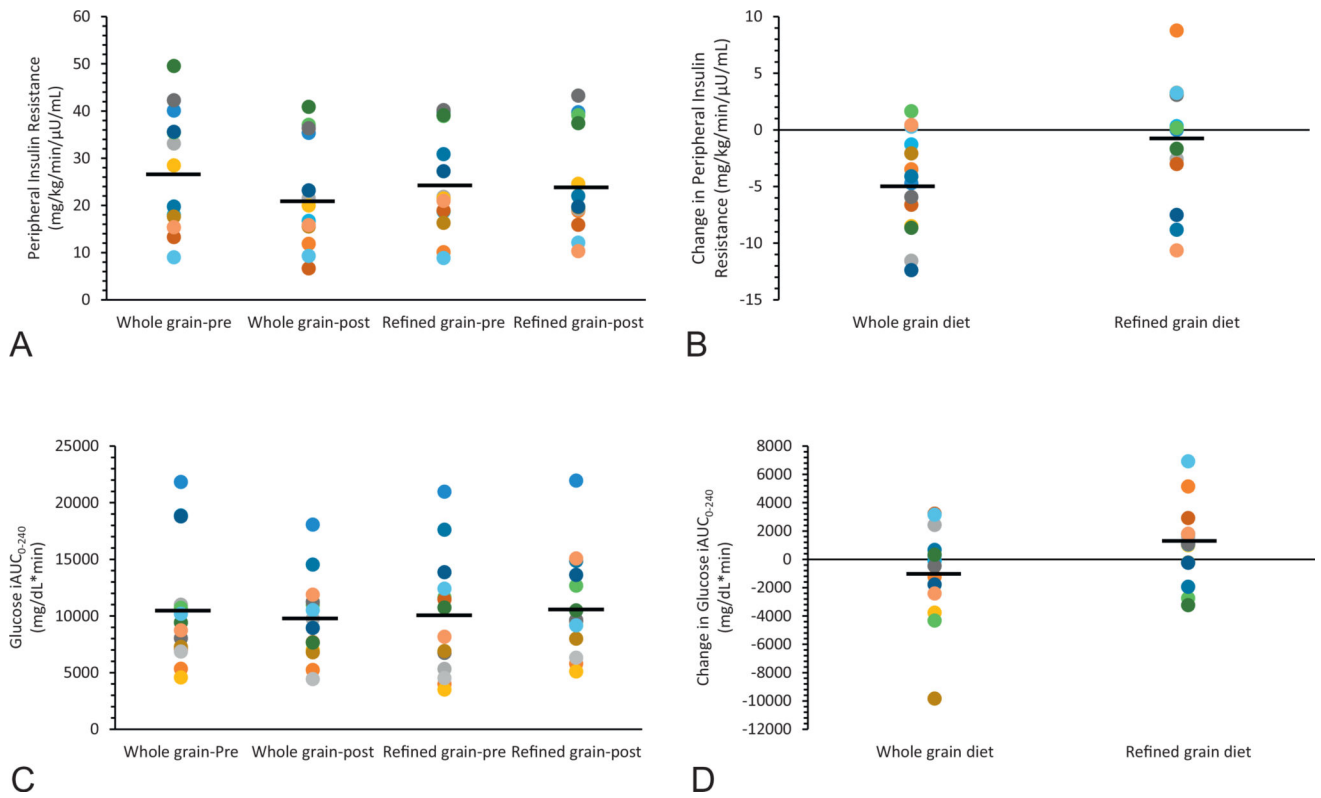 60
50
40
30
20
10
0
Peripheral Insulin Resistance
(mg/kg/min/µU/mL)
Whole grain-pre
Whole grain-post
Refined grain-pre
Refined grain-post
A
10
5
0
-5
-10
-15
Change in Peripheral Insulin
Resistance (mg/kg/min/µU/mL)
Whole grain diet
Refined grain diet
B
25000
20000
15000
10000
5000
0
Glucose iAUC0-240
(mg/dL*min)
Whole grain-Pre
Whole grain-post
Refined grain-pre
Refined grain-post
C
8000
6000
4000
2000
0
-2000
-4000
-6000
-8000
-10000
-12000
Change in Glucose iAUC0-240
(mg/dL*min)
Whole grain diet
Refined grain diet
D